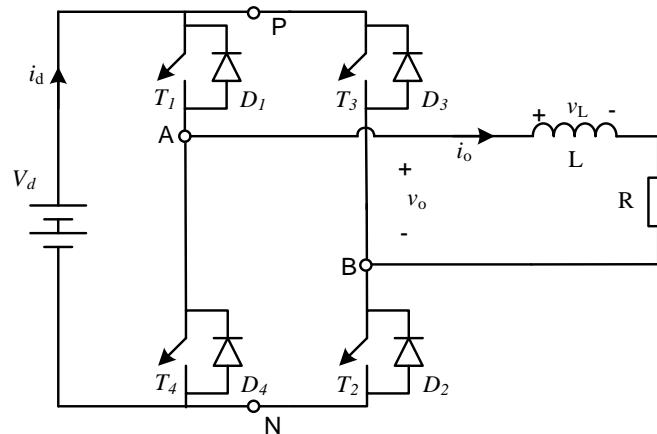 P
i_d
T_1
D_1
T_3
D_3
A
+ v_L -
i_o
L
V_d
+
v_o
-
R
B
T_4
D_4
T_2
D_2
N